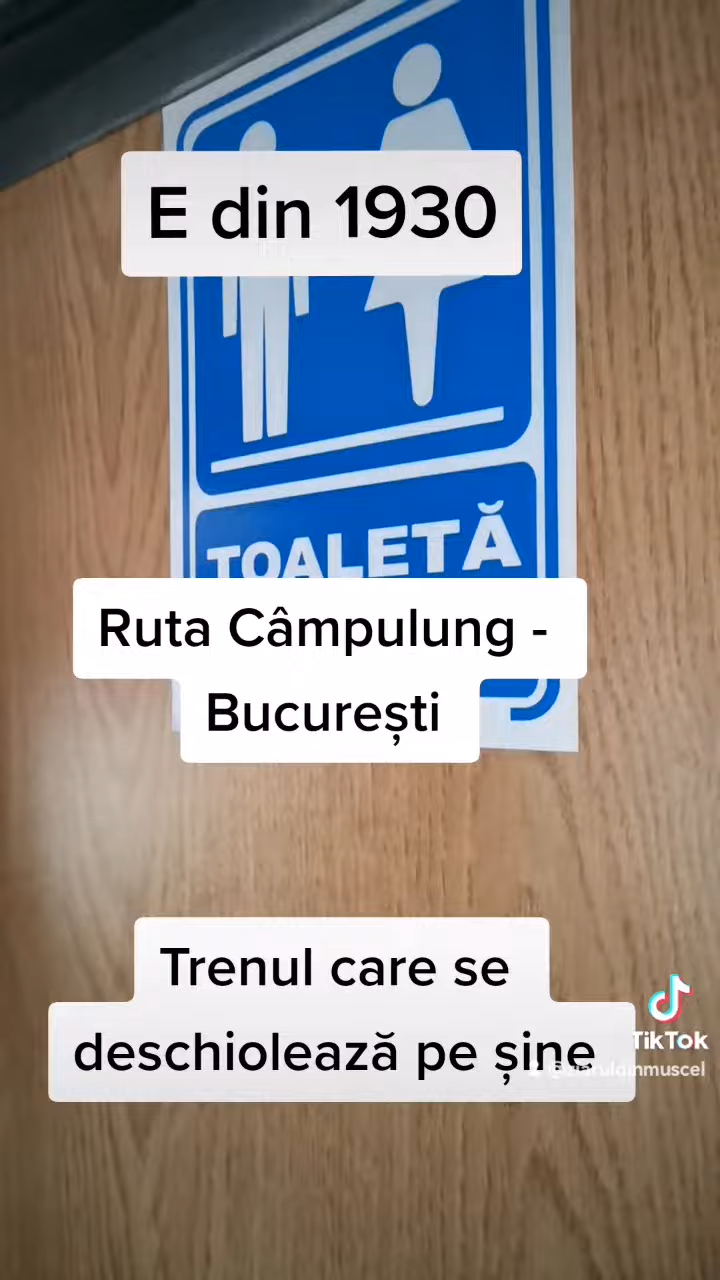 E din 1930
TOALETĂ
Ruta Câmpulung -
București
Trenul care se
deschiolează pe șine
TikTok